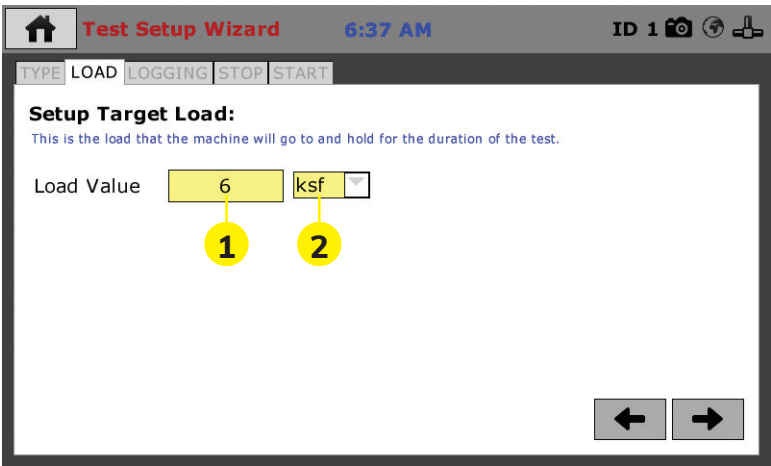 Test Setup Wizard 6:37 AM ID 1
TYPE LOAD LOGGING STOP START
Setup Target Load:
This is the load that the machine will go to and hold for the duration of the test.
Load Value 6 ksf
1 2